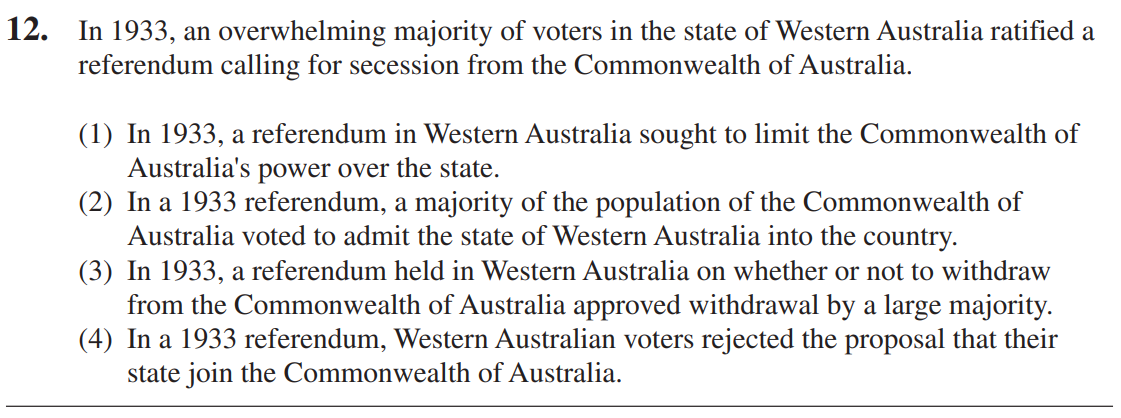 12. In 1933, an overwhelming majority of voters in the state of Western Australia ratified a
referendum calling for secession from the Commonwealth of Australia.
(1) In 1933, a referendum in Western Australia sought to limit the Commonwealth of
Australia's power over the state.
(2) In a 1933 referendum, a majority of the population of the Commonwealth of
Australia voted to admit the state of Western Australia into the country.
(3) In 1933, a referendum held in Western Australia on whether or not to withdraw
from the Commonwealth of Australia approved withdrawal by a large majority.
(4) In a 1933 referendum, Western Australian voters rejected the proposal that their
state join the Commonwealth of Australia.